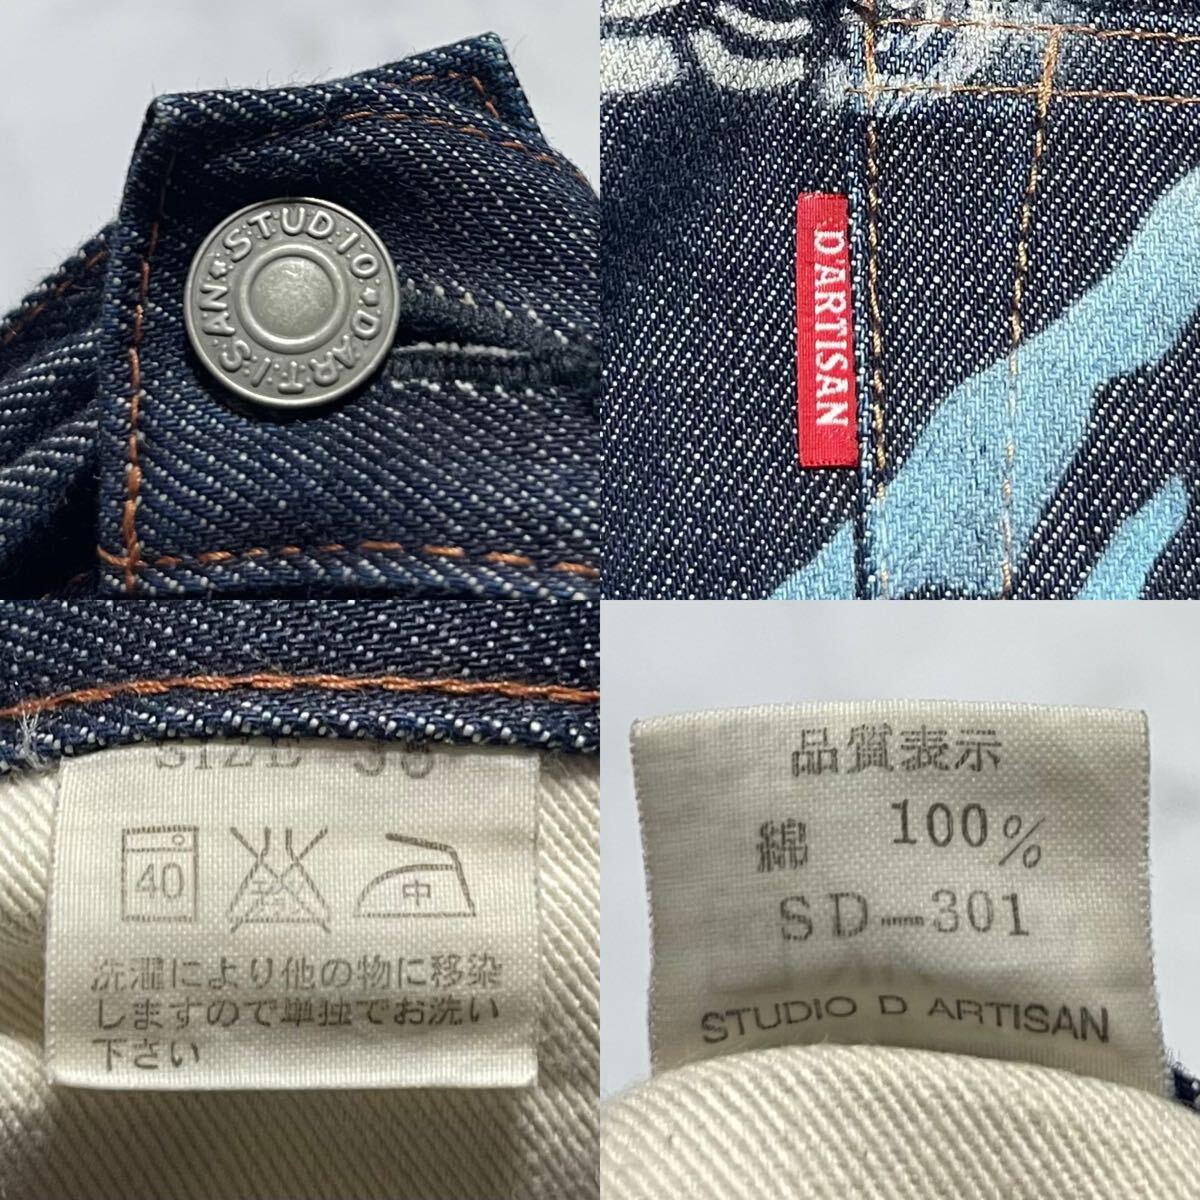 STUDIO D'ARTISAN
D'ARTISAN
SIZE
40
中
洗濯により他の物に移染
しますので単独でお洗い
下さい
品質表示
綿 100%
SD-301
STUDIO D ARTISAN